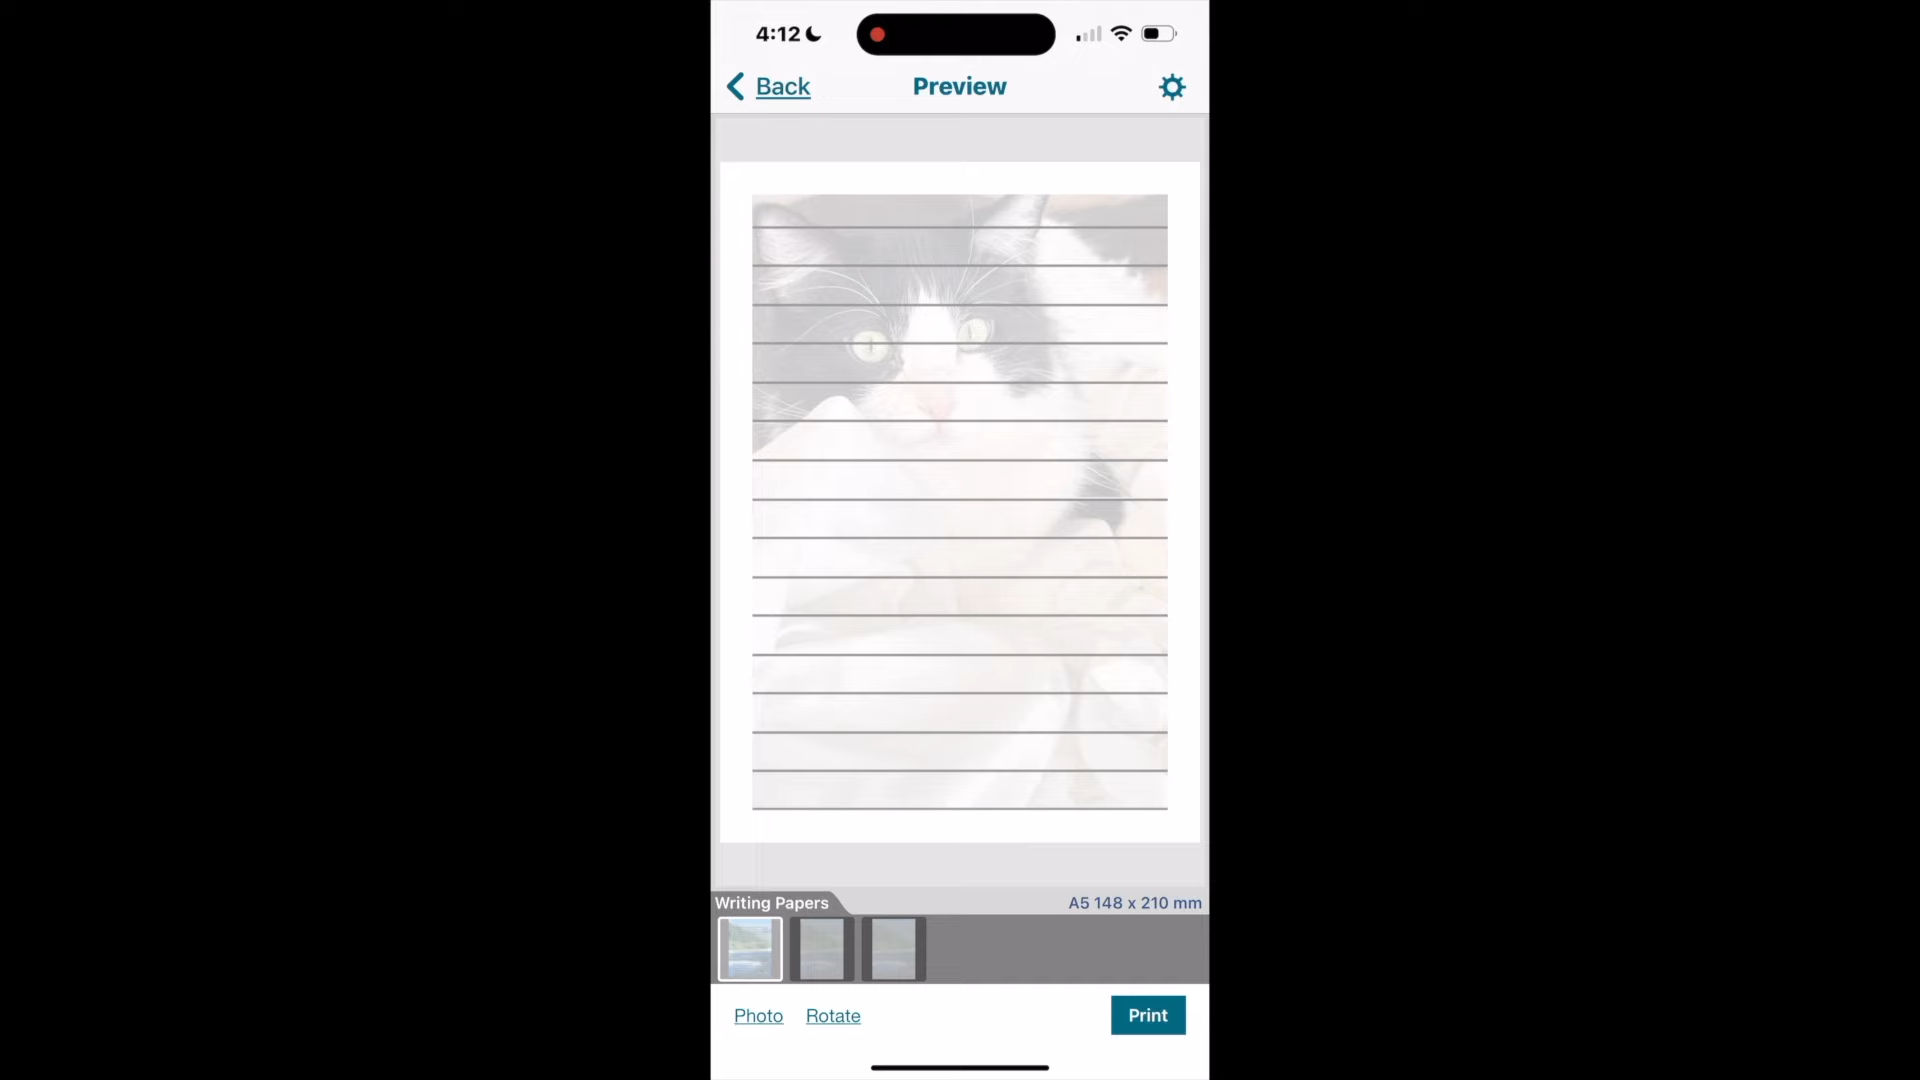 4:12
Back
Preview
Writing Papers
A5 148 x 210 mm
Photo
Rotate
Print